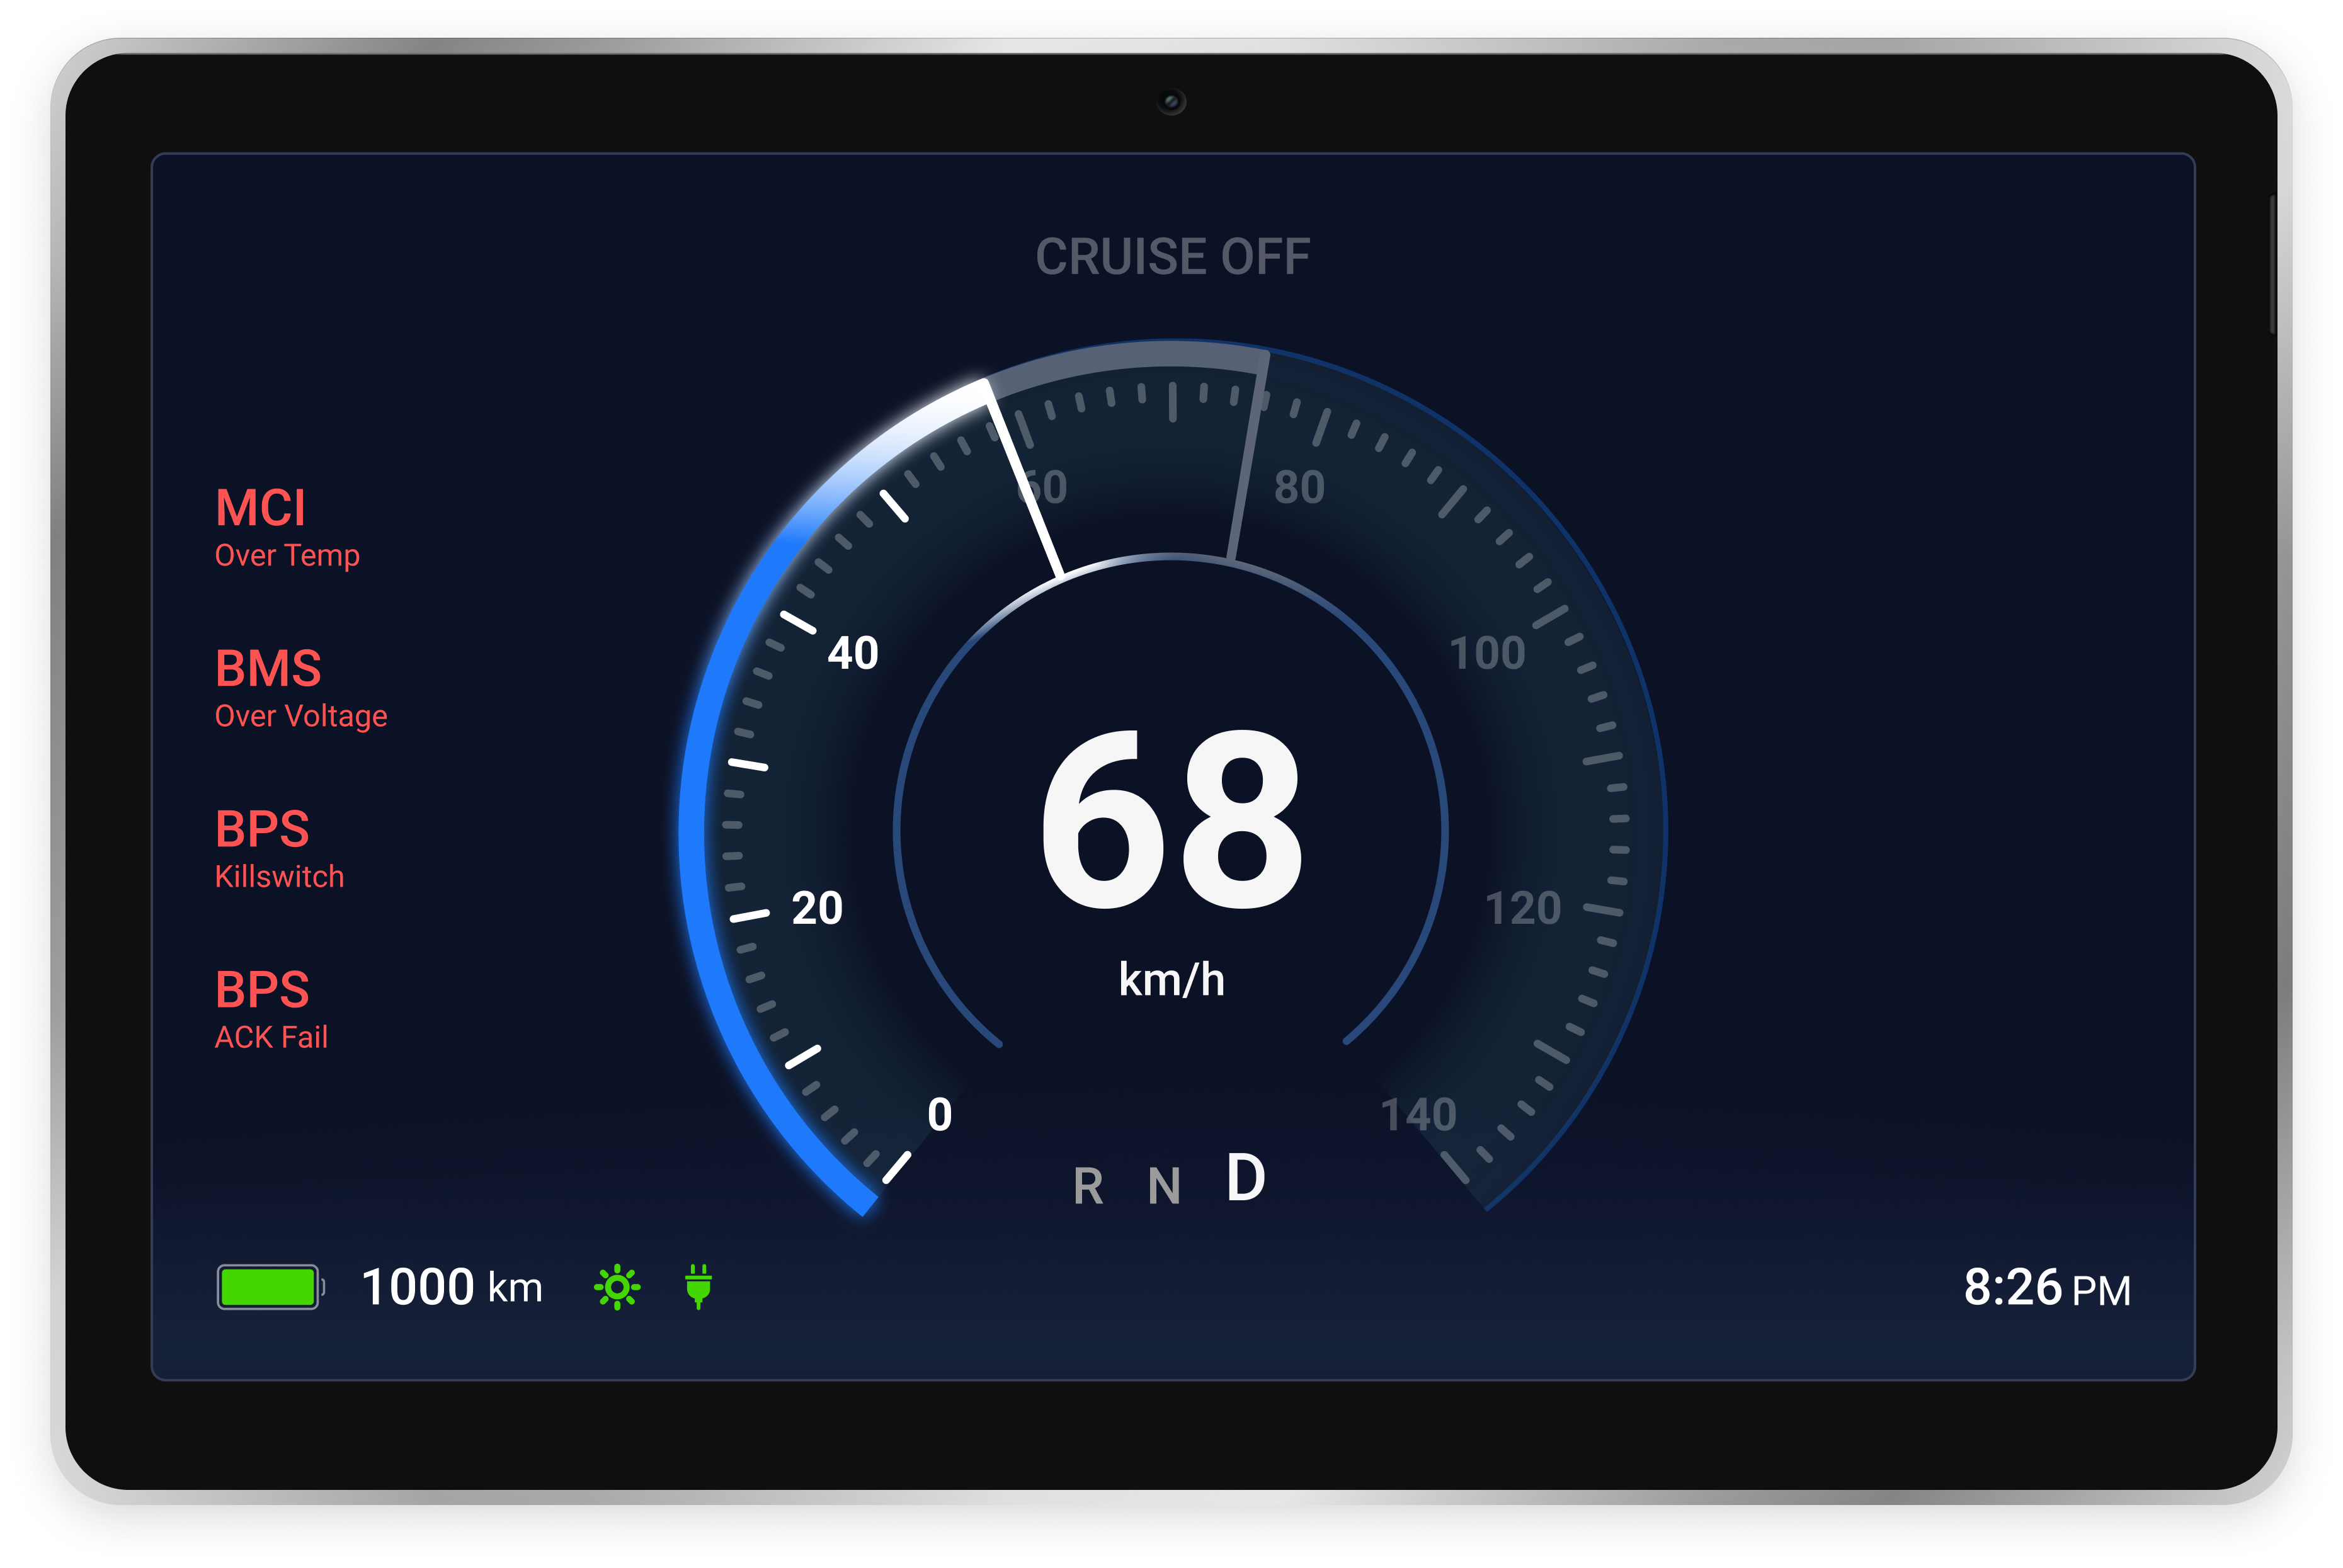 CRUISE OFF
MCI
Over Temp
BMS
Over Voltage
BPS
Killswitch
BPS
ACK Fail
60
80
40
100
68
km/h
20
120
0
140
R N D
1000 km
8:26 PM